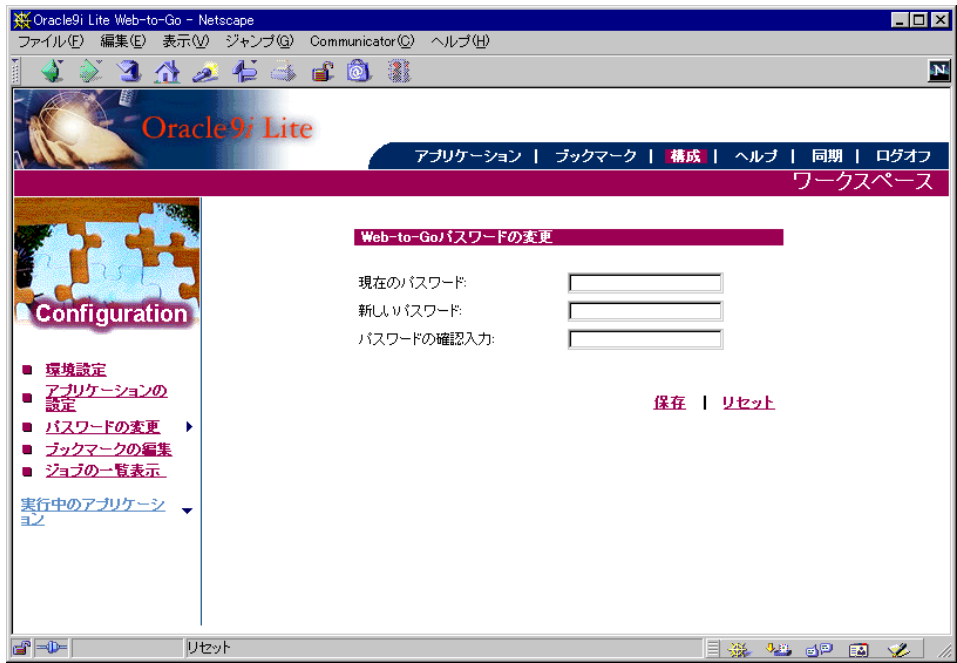 Oracle9i Lite Web-to-Go - Netscape
ファイル(F) 編集(E) 表示(V) ジャンプ(G) Communicator(C) ヘルプ(H)
N
Oracle9i Lite
アプリケーション | ブックマーク | 構成 | ヘルプ | 同期 | ログオフ
ワークスペース
Configuration
環境設定
アプリケーションの
設定
パスワードの変更
ブックマークの編集
ジョブの一覧表示
実行中のアプリケーシ
ョン
Web-to-Goパスワードの変更
現在のパスワード:
新しいパスワード:
パスワードの確認入力:
保存 | リセット
リセット